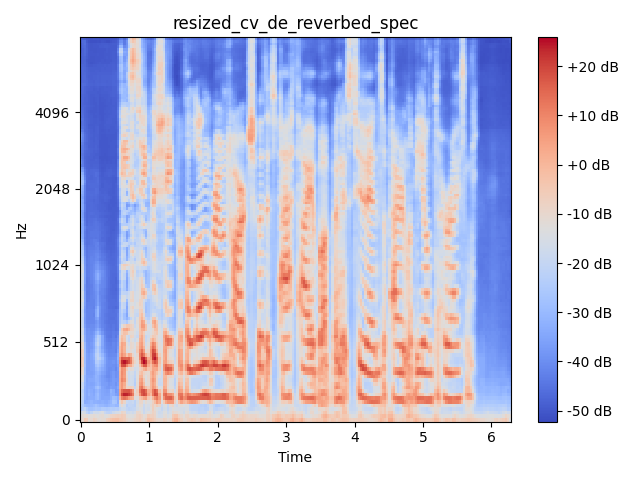 resized_cv_de_reverbed_spec
Hz
4096
2048
1024
512
0
0 1 2 3 4 5 6
Time
+20 dB
+10 dB
+0 dB
-10 dB
-20 dB
-30 dB
-40 dB
-50 dB